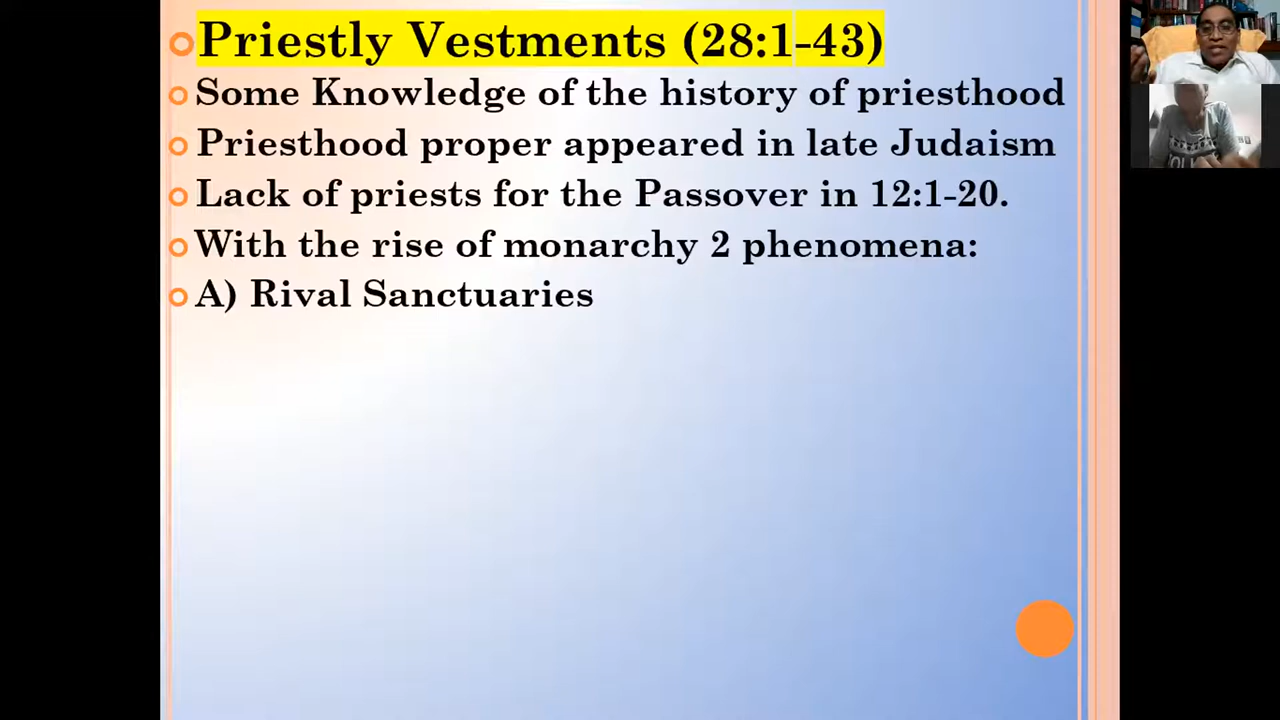 Priestly Vestments (28:1-43)
Some Knowledge of the history of priesthood
Priesthood proper appeared in late Judaism
Lack of priests for the Passover in 12:1-20.
With the rise of monarchy 2 phenomena:
A) Rival Sanctuaries